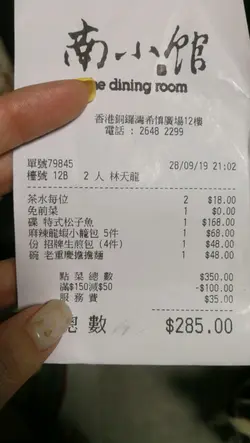 南小館
e dining room
香港銅鑼灣希慎廣場12樓
電話 : 2648 2299
單號79845 28/09/19 21:02
檯號 12B 2 人 林天龍
茶水每位 2 $18.00
免前菜 1 $0.00
碟 特式松子魚 1 $168.00
麻辣龍蝦小籠包 5件 1 $68.00
份 招牌生煎包 (4件) 1 $48.00
碗 老重慶擔擔麵 1 $48.00
點菜總數 $350.00
滿$150減$50 -$100.00
服務費 $35.00
總數 $285.00